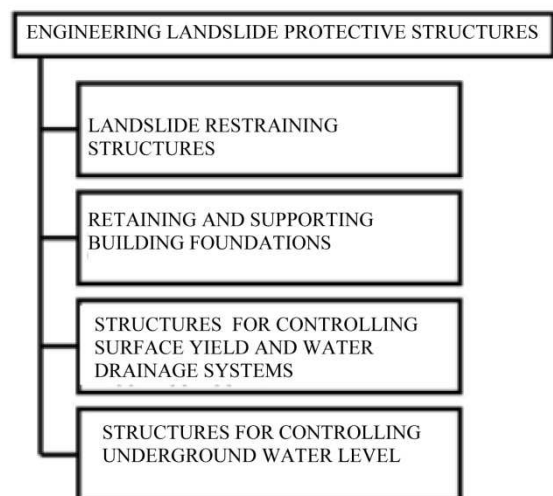 ENGINEERING LANDSLIDE PROTECTIVE STRUCTURES
LANDSLIDE RESTRAINING
STRUCTURES
RETAINING AND SUPPORTING
BUILDING FOUNDATIONS
STRUCTURES FOR CONTROLLING
SURFACE YIELD AND WATER
DRAINAGE SYSTEMS
STRUCTURES FOR CONTROLLING
UNDERGROUND WATER LEVEL